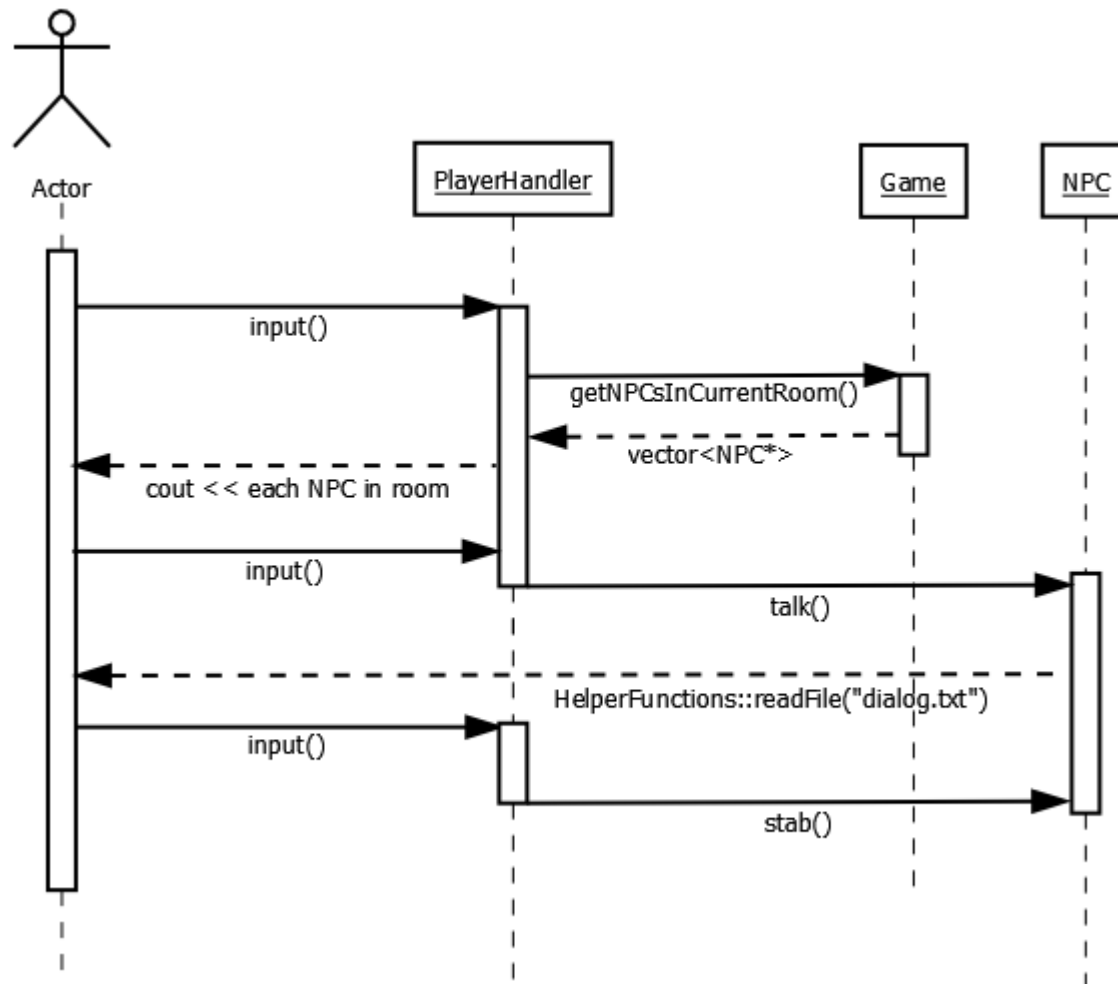 Actor
PlayerHandler
Game
NPC
input()
getNPCsInCurrentRoom()
vector<NPC*>
cout << each NPC in room
input()
talk()
HelperFunctions::readFile("dialog.txt")
input()
stab()